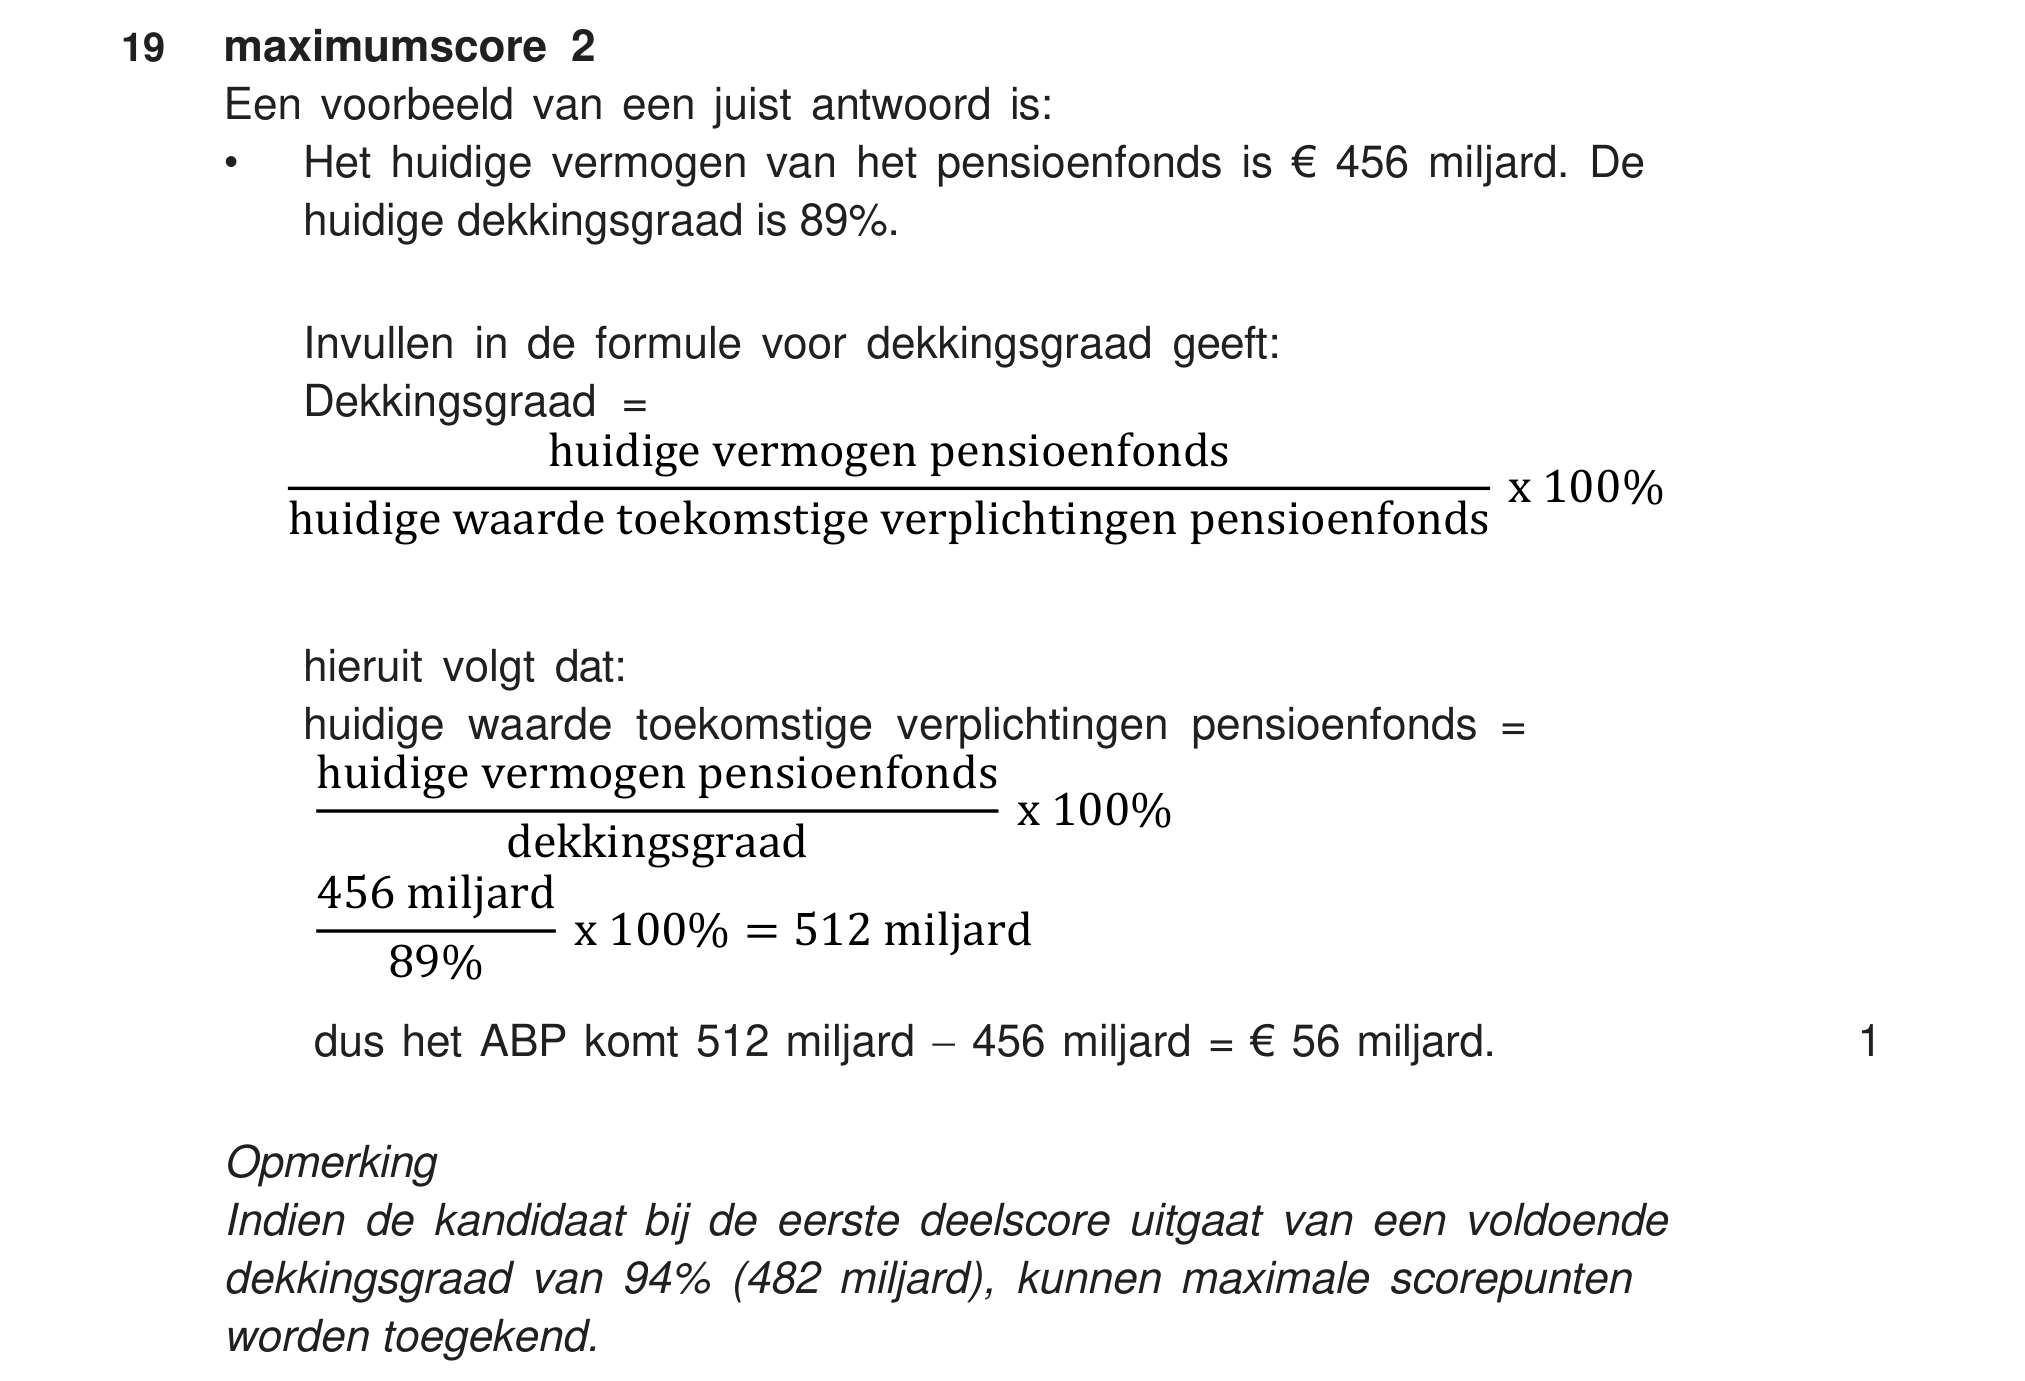 19 maximumscore 2
Een voorbeeld van een juist antwoord is:
• Het huidige vermogen van het pensioenfonds is € 456 miljard. De
huidige dekkingsgraad is 89%.
Invullen in de formule voor dekkingsgraad geeft:
Dekkingsgraad =
huidige vermogen pensioenfonds
x 100%
huidige waarde toekomstige verplichtingen pensioenfonds
hieruit volgt dat:
huidige waarde toekomstige verplichtingen pensioenfonds =
huidige vermogen pensioenfonds
x 100%
dekkingsgraad
456 miljard
x 100% = 512 miljard
89%
dus het ABP komt 512 miljard – 456 miljard = € 56 miljard. 1
Opmerking
Indien de kandidaat bij de eerste deelscore uitgaat van een voldoende
dekkingsgraad van 94% (482 miljard), kunnen maximale scorepunten
worden toegekend.